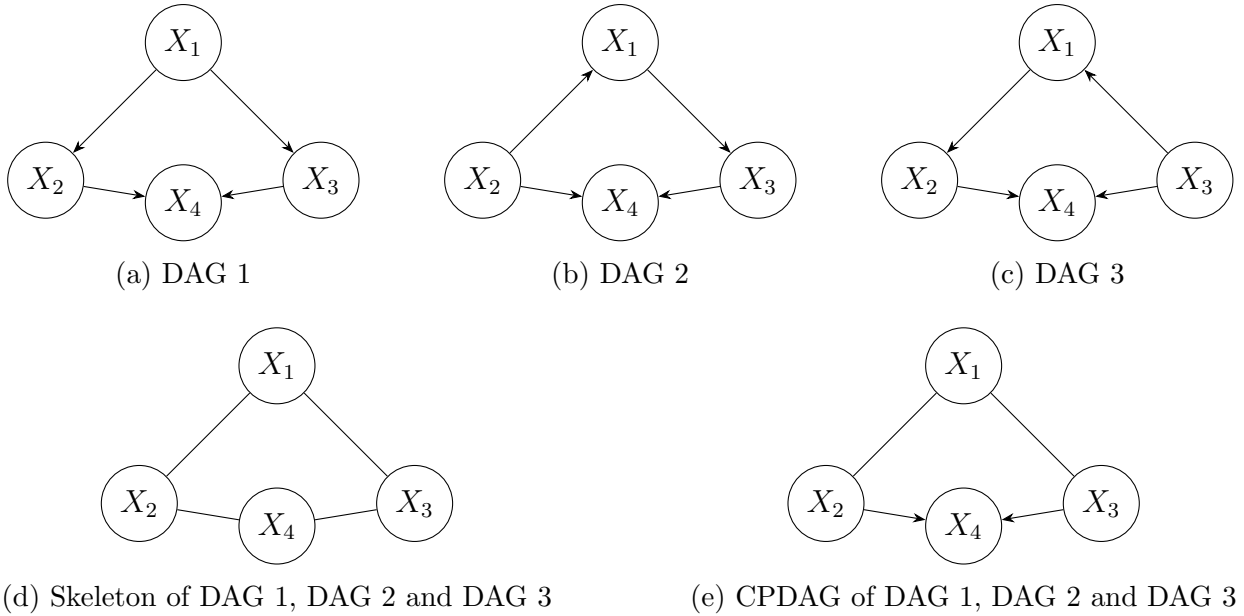 X₁ X₁ X₁
X₂ X₄ X₃ X₂ X₄ X₃ X₂ X₄ X₃
(a) DAG 1 (b) DAG 2 (c) DAG 3
X₁ X₁
X₂ X₄ X₃ X₂ X₄ X₃
(d) Skeleton of DAG 1, DAG 2 and DAG 3 (e) CPDAG of DAG 1, DAG 2 and DAG 3